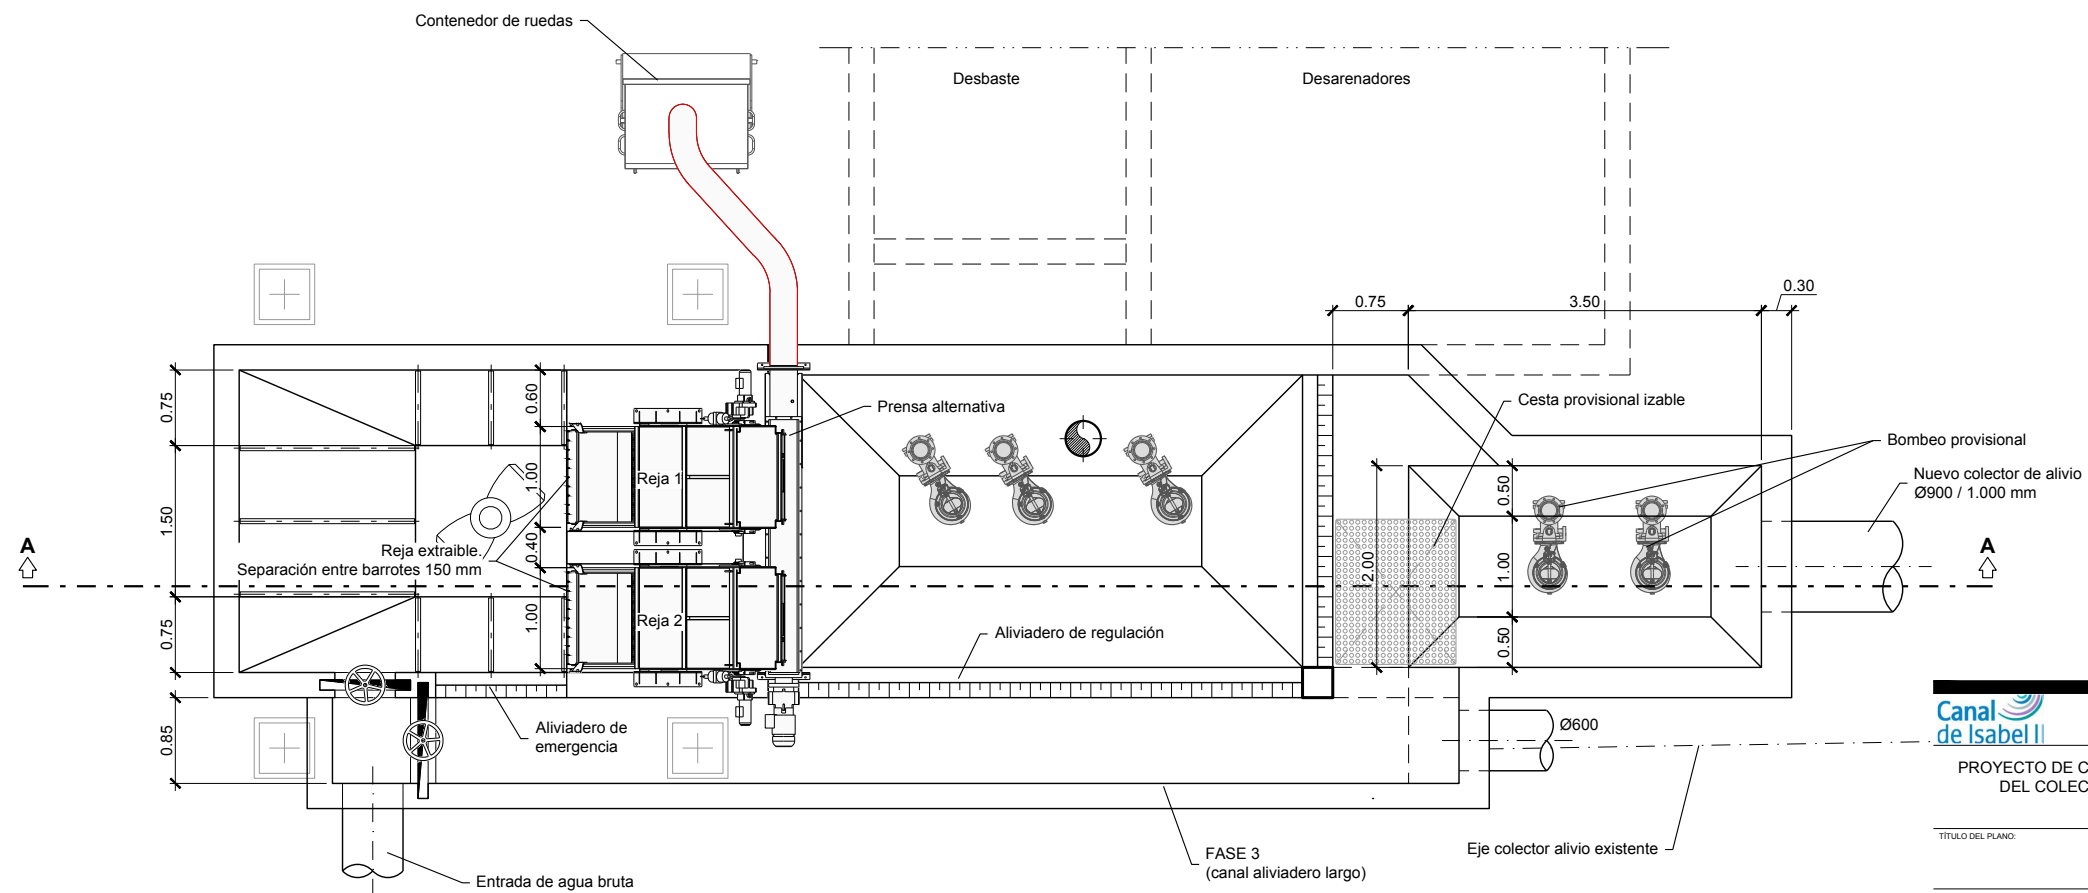 Contenedor de ruedas
Desbaste
Desarenadores
0.75
3.50
0.30
Cesta provisional izable
Bombeo provisional
Nuevo colector de alivio
Ø900 / 1.000 mm
Prensa alternativa
0.75
0.60
1.00
Reja 1
0.50
1.50
Reja extraible.
Separación entre barrotes 150 mm
0.40
2.00
1.00
A
A
0.75
1.00
Reja 2
Aliviadero de regulación
0.50
0.85
Aliviadero de
emergencia
Ø600
Canal
de Isabel II
PROYECTO DE C
DEL COLEC
TÍTULO DEL PLANO:
FASE 3
(canal aliviadero largo)
Eje colector alivio existente
Entrada de agua bruta